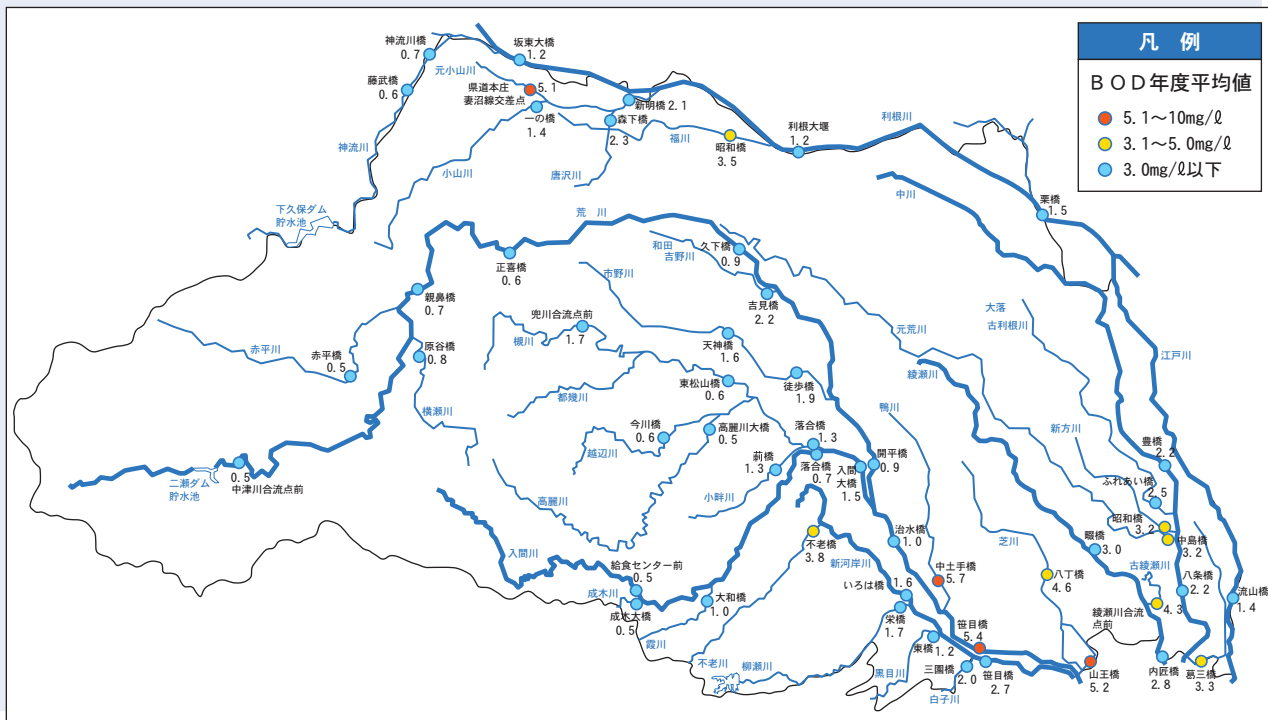 凡 例
BOD年度平均値
5.1～10mg/ℓ
3.1～5.0mg/ℓ
3.0mg/ℓ以下
神流川橋
0.7
坂東大橋
1.2
元小山川
藤武橋
0.6
県道本庄
妻沼線交差点
5.1
一の橋
1.4
新明橋 2.1
森下橋
2.3
福川
昭和橋
3.5
利根大堰
1.2
利根川
神流川
小山川
唐沢川
中川
栗橋
1.5
下久保ダム
貯水池
荒 川
和田
吉野川
久下橋
0.9
正喜橋
0.6
市野川
親鼻橋
0.7
吉見橋
2.2
大落
古利根川
兜川合流点前
1.7
槻川
元荒川
赤平川
赤平橋
0.5
原谷橋
0.8
天神橋
1.6
江戸川
綾瀬川
東松山橋
0.6
徒歩橋
1.9
都幾川
横瀬川
鴨川
新方川
今川橋
0.6
高麗川大橋
0.5
落合橋
1.3
越辺川
前橋
1.3
落合橋
0.7
入間
大橋
1.5
開平橋
0.9
豊橋
2.2
0.5
中津川合流点前
二瀬ダム
貯水池
ふれあい橋
2.5
高麗川
小畔川
昭和橋
3.2
中島橋
3.2
入間川
不老橋
3.8
治水橋
1.0
芝川
畷橋
3.0
新河岸川
古綾瀬川
給食センター前
0.5
成木川
成木大橋
0.5
大和橋
1.0
いろは橋
1.6
中土手橋
5.7
八丁橋
4.6
八条橋
2.2
流山橋
1.4
栄橋
1.7
4.3
綾瀬川合流
点前
笹目橋
5.4
東橋
1.2
霞川
不老川
柳瀬川
黒目川
三園橋
2.0
笹目橋
2.7
白子川
山王橋
5.2
内匠橋
2.8
葛三橋
3.3